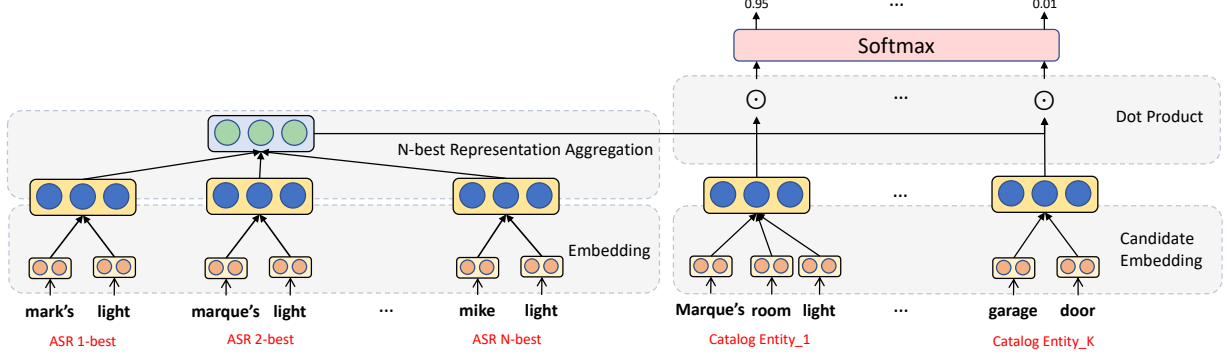 0.95 ... 0.01
Softmax
...
Dot Product
N-best Representation Aggregation
...
Embedding
Candidate
Embedding
mark's light marque's light ... mike light Marque's room light ... garage door
ASR 1-best ASR 2-best ASR N-best Catalog Entity_1 Catalog Entity_K